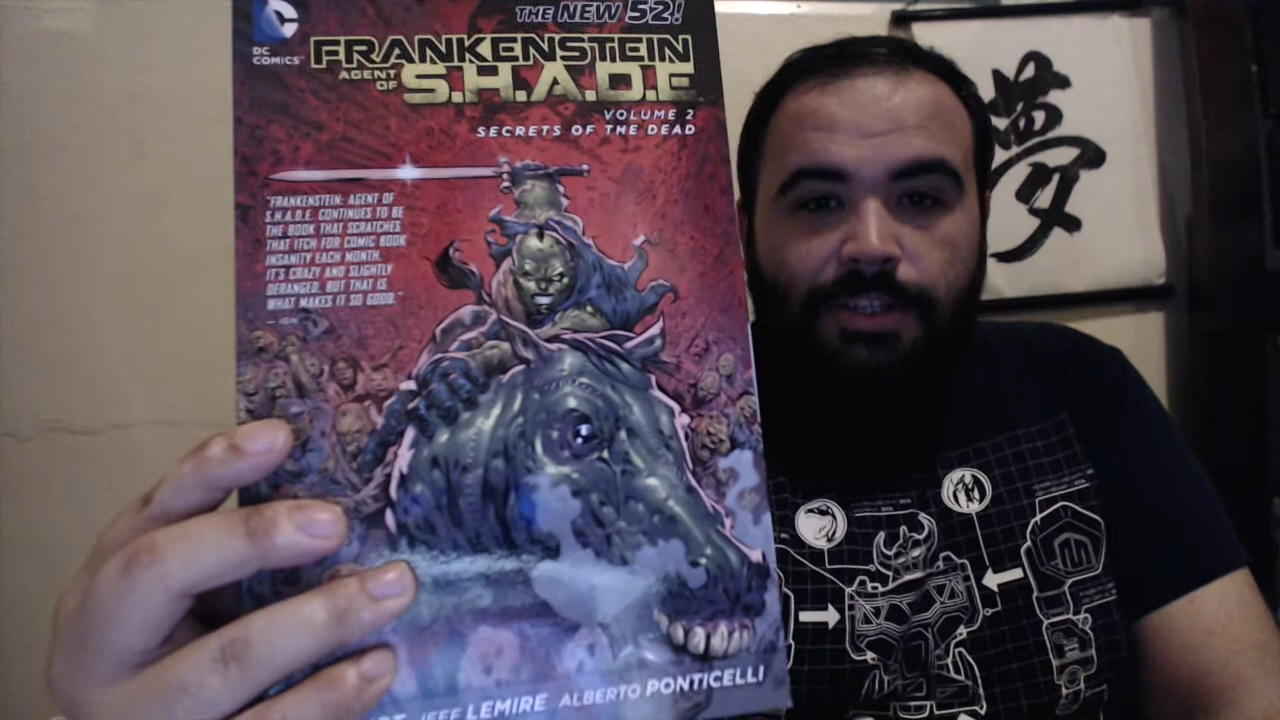 THE NEW 52!
DC
COMICS™
FRANKENSTEIN
AGENT OF
S.H.A.D.E
VOLUME 2
SECRETS OF THE DEAD
"FRANKENSTEIN: AGENT OF
S.H.A.D.E. CONTINUES TO BE
THE BOOK THAT SCRATCHES
THAT ITCH FOR COMIC BOOK
INSANITY EACH MONTH.
IT'S CRAZY AND SLIGHTLY
DERANGED, BUT THAT IS
WHAT MAKES IT SO GOOD."
— IGN
JEFF LEMIRE ALBERTO PONTICELLI
夢